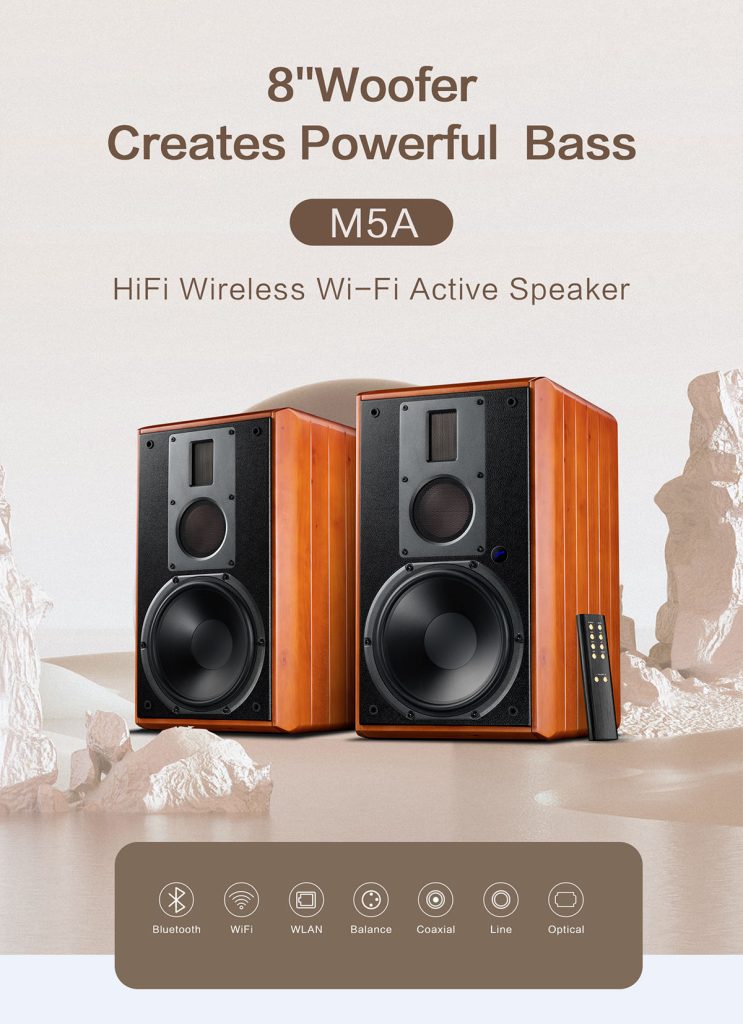 8"Woofer
Creates Powerful Bass
M5A
HiFi Wireless Wi-Fi Active Speaker
Bluetooth
WiFi
WLAN
Balance
Coaxial
Line
Optical